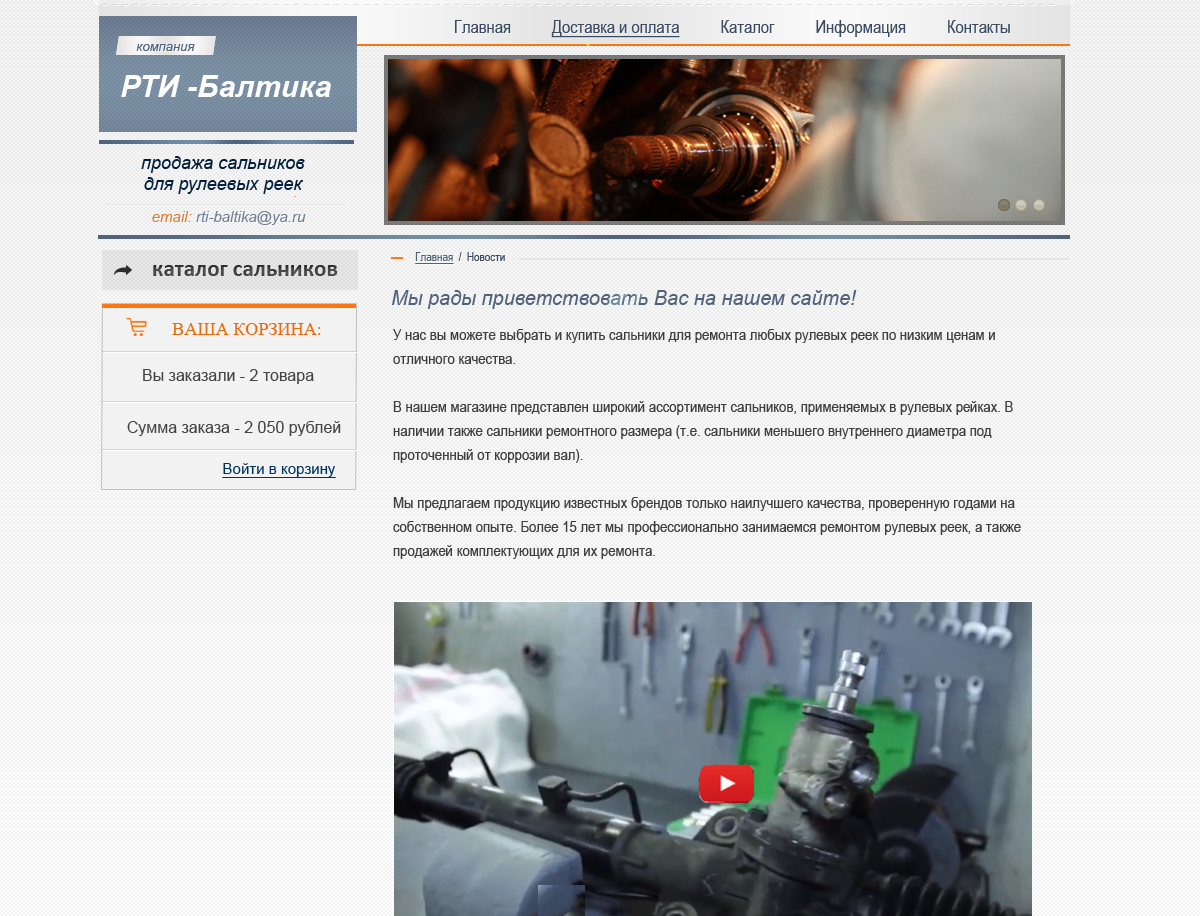 Главная Доставка и оплата Каталог Информация Контакты
компания
РТИ -Балтика
продажа сальников
для рулеевых реек
email: rti-baltika@ya.ru
каталог сальников
ВАША КОРЗИНА:
Вы заказали - 2 товара
Сумма заказа - 2 050 рублей
Войти в корзину
Главная / Новости
Мы рады приветствовать Вас на нашем сайте!
У нас вы можете выбрать и купить сальники для ремонта любых рулевых реек по низким ценам и
отличного качества.
В нашем магазине представлен широкий ассортимент сальников, применяемых в рулевых рейках. В
наличии также сальники ремонтного размера (т.е. сальники меньшего внутреннего диаметра под
проточенный от коррозии вал).
Мы предлагаем продукцию известных брендов только наилучшего качества, проверенную годами на
собственном опыте. Более 15 лет мы профессионально занимаемся ремонтом рулевых реек, а также
продажей комплектующих для их ремонта.